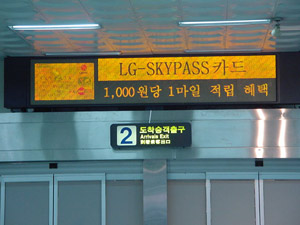 LG-SKYPASS카드
1,000원당 1마일 적립 혜택
2
도착승객출구
Arrivals Exit